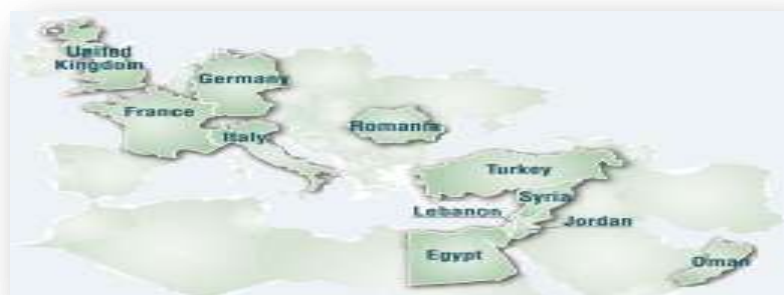 United
Kingdom
Germany
France
Italy
Romania
Turkey
Syria
Lebanon
Jordan
Egypt
Oman